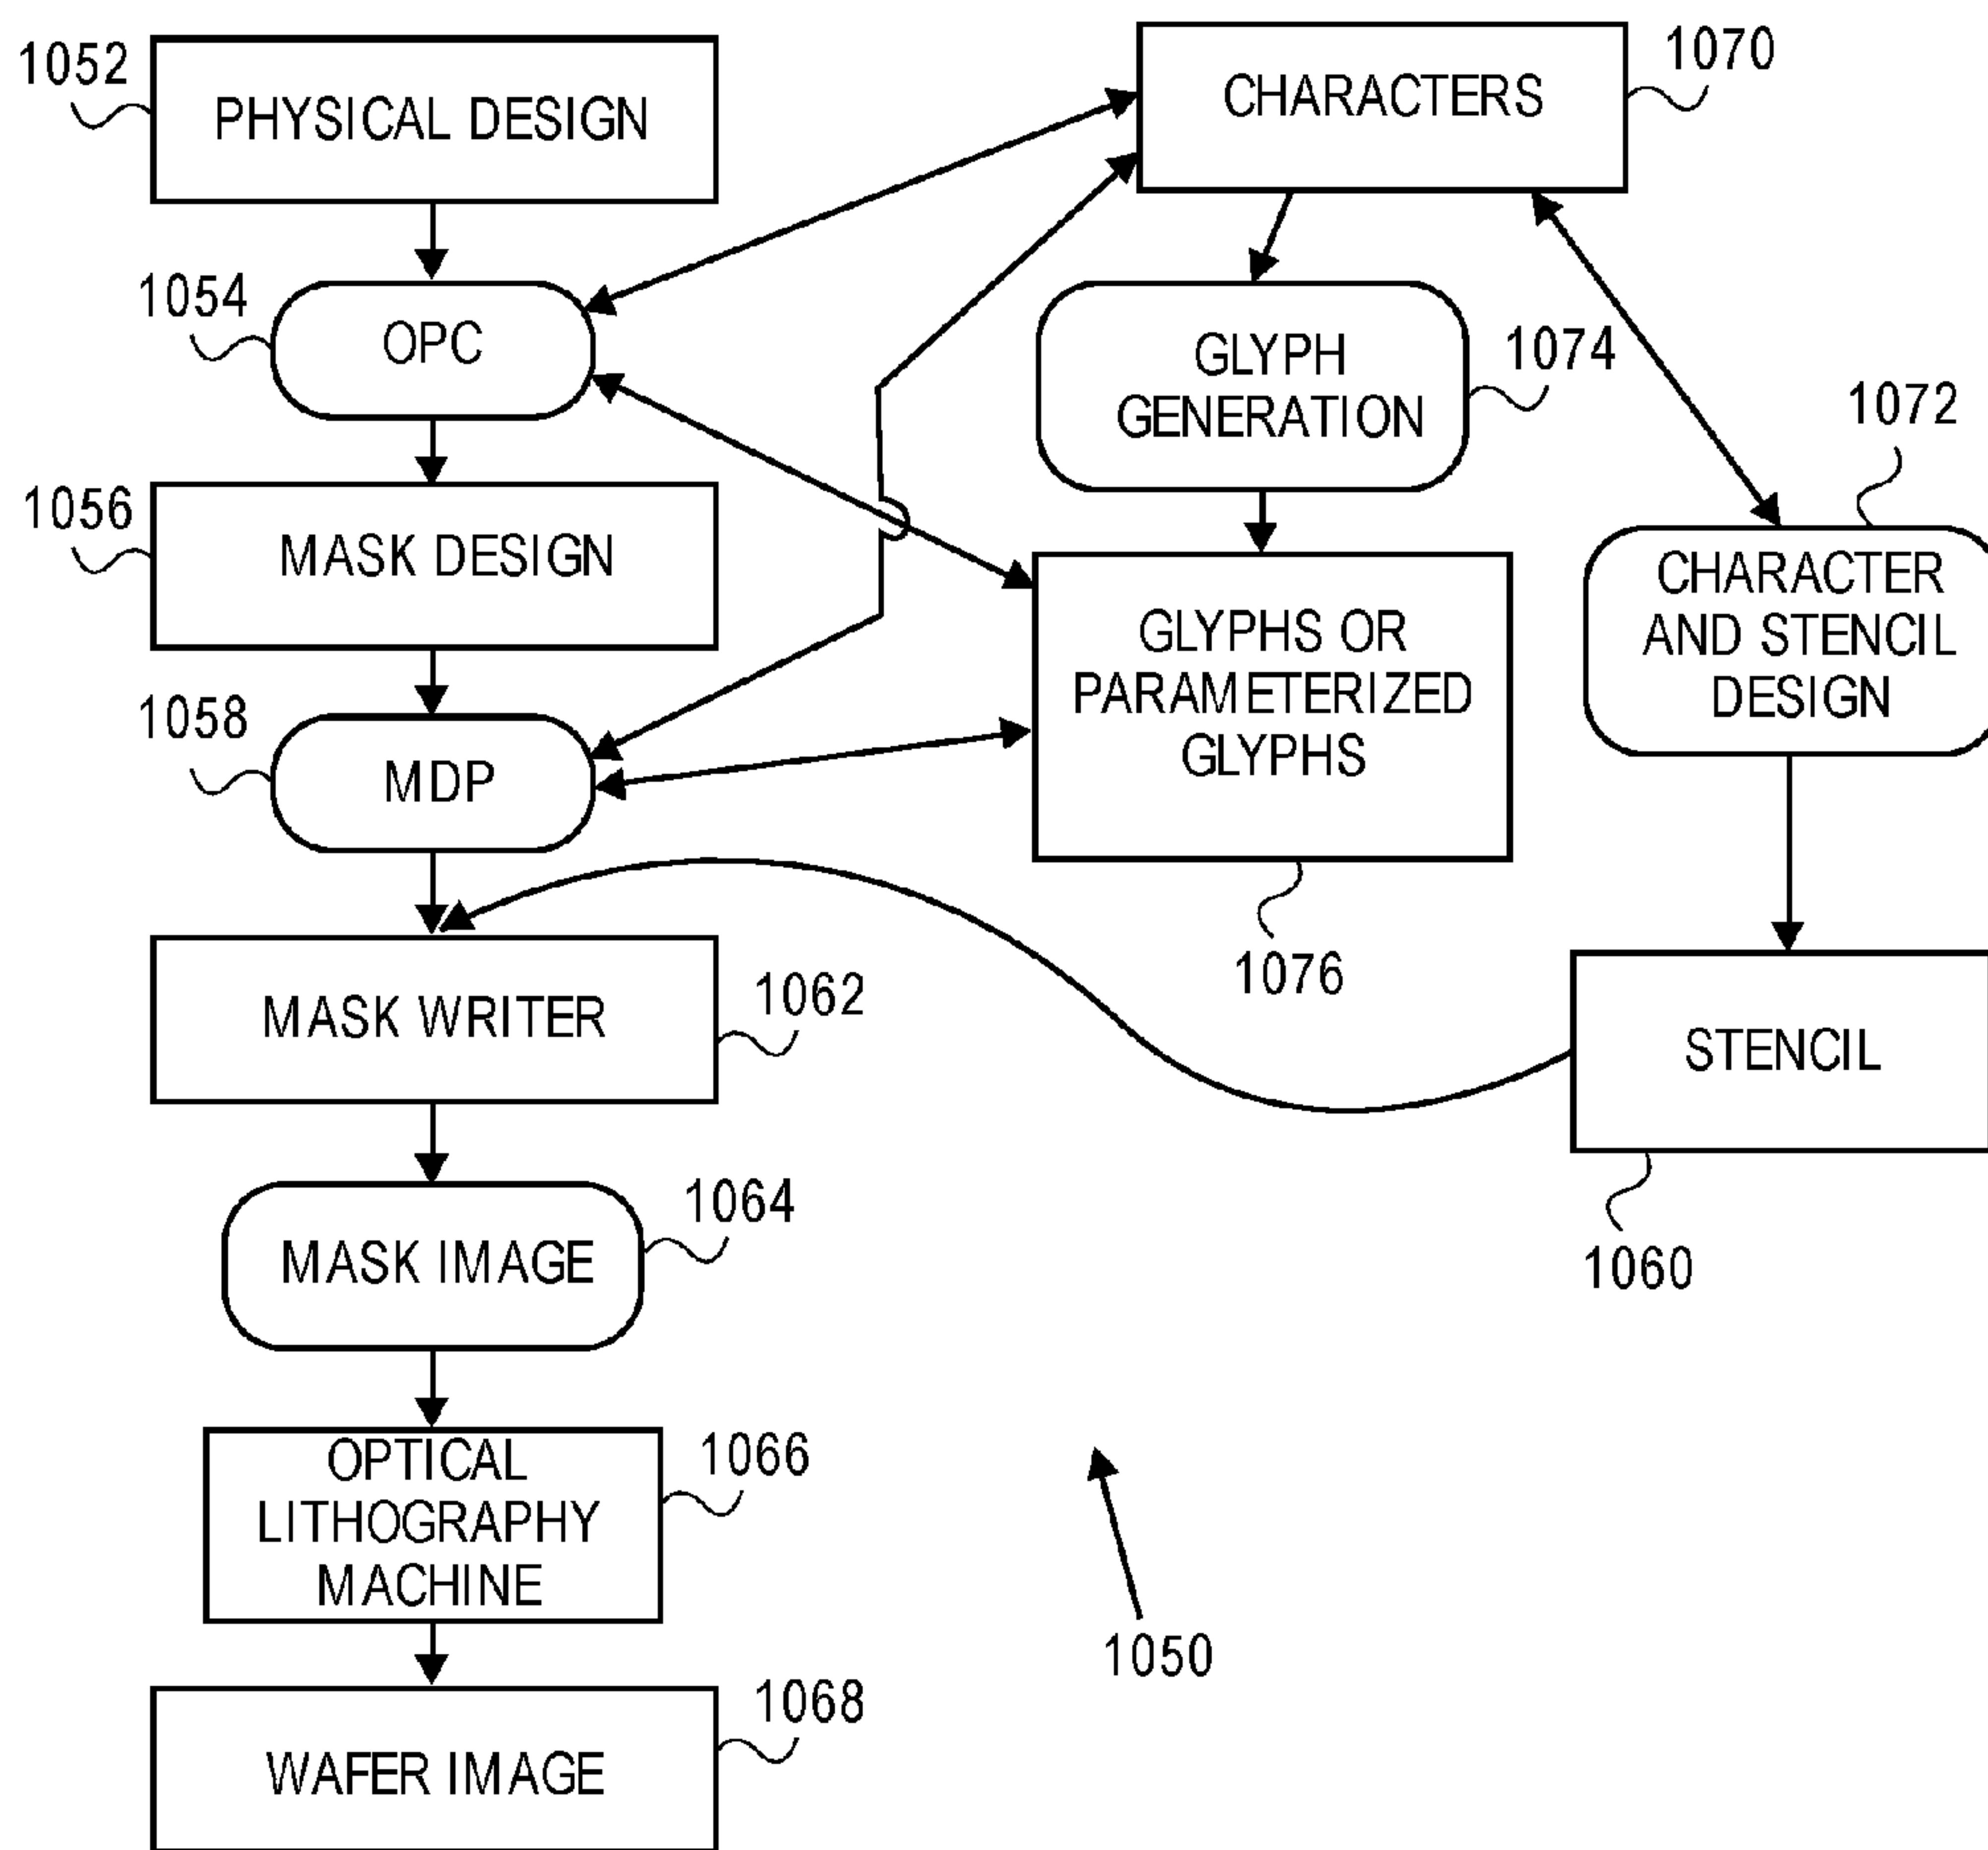 1052
PHYSICAL DESIGN
1054
OPC
1056
MASK DESIGN
1058
MDP
MASK WRITER
1062
MASK IMAGE
1064
OPTICAL
LITHOGRAPHY
MACHINE
1066
WAFER IMAGE
1068
CHARACTERS
1070
GLYPH
GENERATION
1074
GLYPHS OR
PARAMETERIZED
GLYPHS
1076
1072
CHARACTER
AND STENCIL
DESIGN
STENCIL
1060
1050